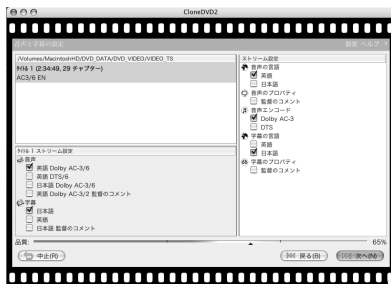 CloneDVD2
音声と字幕の設定
設定 ヘルプ ?
/Volumes/MacintoshHD/DVD_DATA/DVD_VIDEO/VIDEO_TS
ﾀｲﾄﾙ 1 (2:34:49, 29 チャプター)
AC3/6 EN
ﾀｲﾄﾙ 1 ストリーム設定
音声
英語 Dolby AC-3/6
英語 DTS/6
日本語 Dolby AC-3/6
英語 Dolby AC-3/2 監督のコメント
字幕
日本語
英語
日本語 監督のコメント
ストリーム設定
音声の言語
英語
日本語
音声のプロパティ
監督のコメント
音声エンコード
Dolby AC-3
DTS
字幕の言語
英語
日本語
字幕のプロパティ
監督のコメント
品質:
65%
中止(R)
戻る(B)
次へ(N)